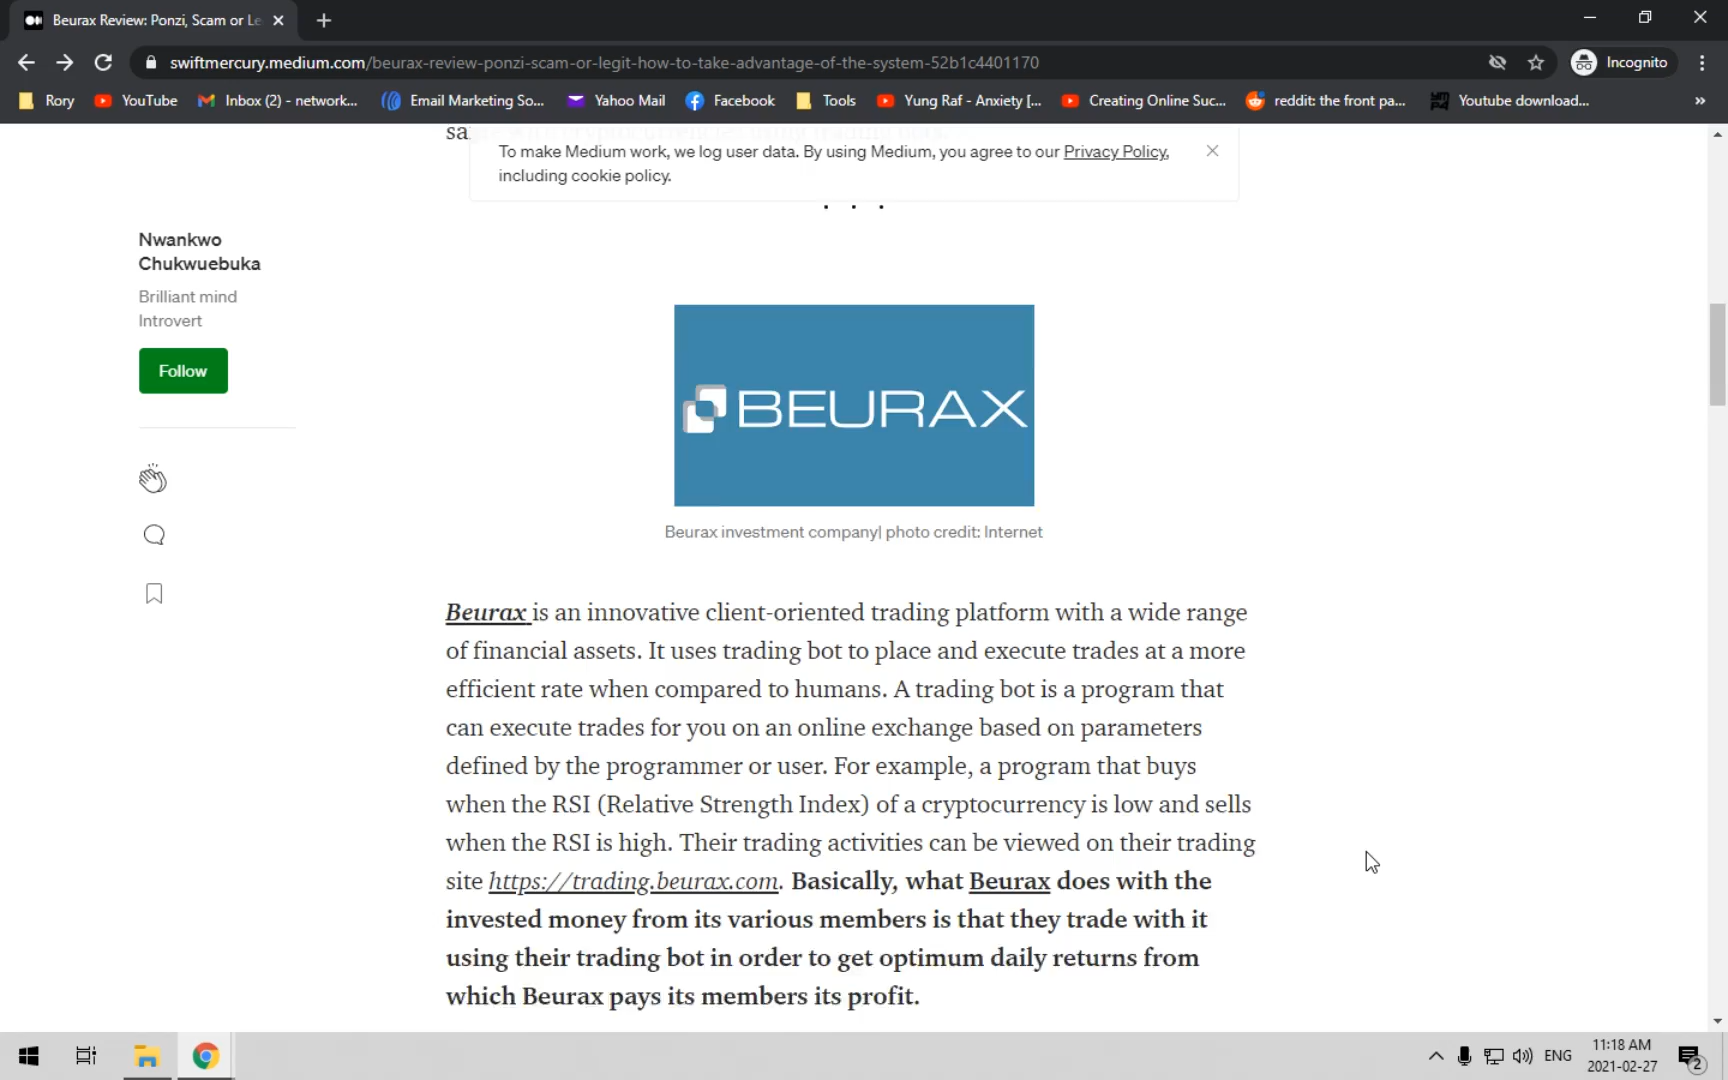 Beurax Review: Ponzi, Scam or Le
swiftmercury.medium.com/beurax-review-ponzi-scam-or-legit-how-to-take-advantage-of-the-system-52b1c4401170
Incognito
Rory
YouTube
Inbox (2) - network...
Email Marketing So...
Yahoo Mail
Facebook
Tools
Yung Raf - Anxiety [...
Creating Online Suc...
reddit: the front pa...
Youtube download...
»
To make Medium work, we log user data. By using Medium, you agree to our Privacy Policy,
including cookie policy.
. . .
Nwankwo
Chukwuebuka
Brilliant mind
Introvert
Follow
BEURAX
Beurax investment company| photo credit: Internet
Beurax is an innovative client-oriented trading platform with a wide range
of financial assets. It uses trading bot to place and execute trades at a more
efficient rate when compared to humans. A trading bot is a program that
can execute trades for you on an online exchange based on parameters
defined by the programmer or user. For example, a program that buys
when the RSI (Relative Strength Index) of a cryptocurrency is low and sells
when the RSI is high. Their trading activities can be viewed on their trading
site https://trading.beurax.com. Basically, what Beurax does with the
invested money from its various members is that they trade with it
using their trading bot in order to get optimum daily returns from
which Beurax pays its members its profit.
ENG
11:18 AM
2021-02-27
2